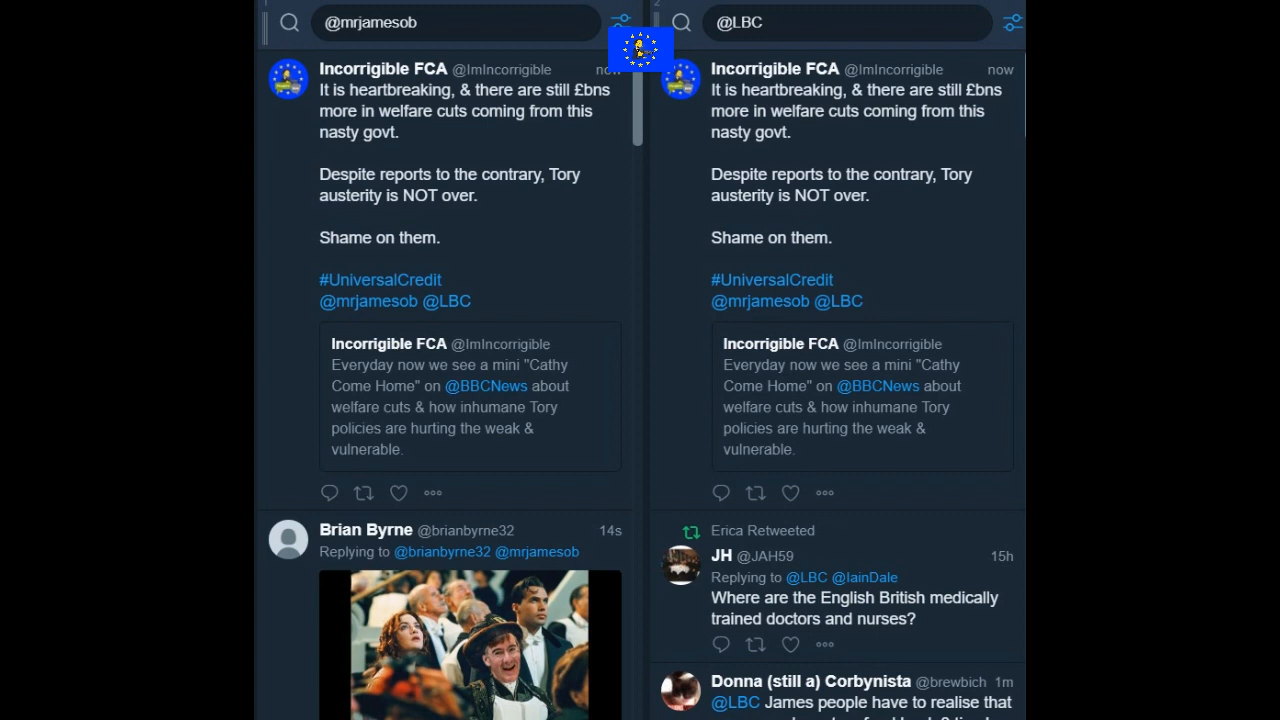 1
@mrjamesob
Incorrigible FCA @ImIncorrigible now
It is heartbreaking, & there are still £bns
more in welfare cuts coming from this
nasty govt.
Despite reports to the contrary, Tory
austerity is NOT over.
Shame on them.
#UniversalCredit
@mrjamesob @LBC
Incorrigible FCA @ImIncorrigible
Everyday now we see a mini "Cathy
Come Home" on @BBCNews about
welfare cuts & how inhumane Tory
policies are hurting the weak &
vulnerable.
Brian Byrne @brianbyrne32 14s
Replying to @brianbyrne32 @mrjamesob
2
@LBC
Incorrigible FCA @ImIncorrigible now
It is heartbreaking, & there are still £bns
more in welfare cuts coming from this
nasty govt.
Despite reports to the contrary, Tory
austerity is NOT over.
Shame on them.
#UniversalCredit
@mrjamesob @LBC
Incorrigible FCA @ImIncorrigible
Everyday now we see a mini "Cathy
Come Home" on @BBCNews about
welfare cuts & how inhumane Tory
policies are hurting the weak &
vulnerable.
Erica Retweeted
JH @JAH59 15h
Replying to @LBC @IainDale
Where are the English British medically
trained doctors and nurses?
Donna (still a) Corbynista @brewbich 1m
@LBC James people have to realise that